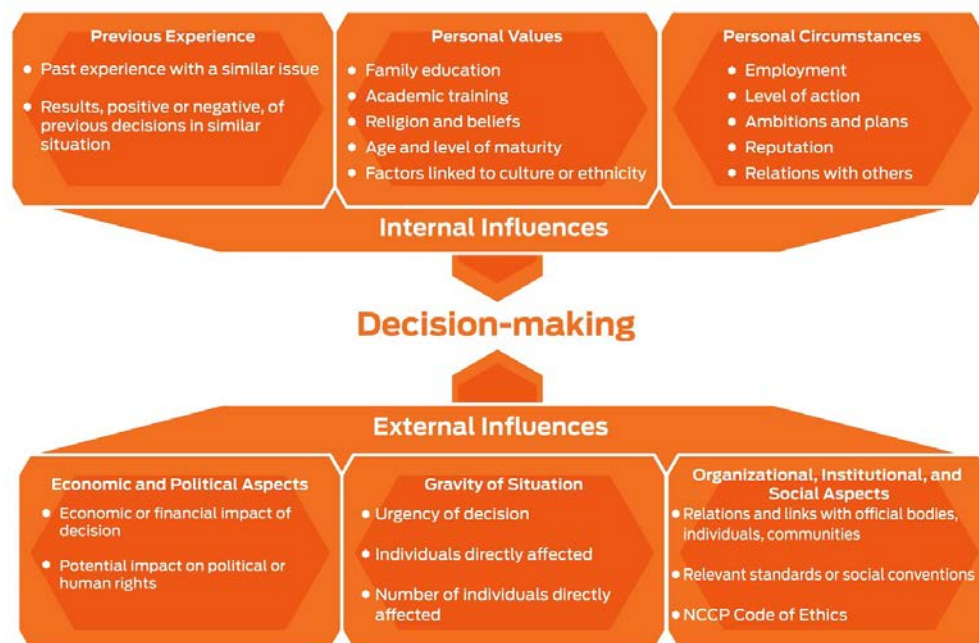 Previous Experience
Past experience with a similar issue
Results, positive or negative, of
previous decisions in similar
situation
Personal Values
Family education
Academic training
Religion and beliefs
Age and level of maturity
Factors linked to culture or ethnicity
Personal Circumstances
Employment
Level of action
Ambitions and plans
Reputation
Relations with others
Internal Influences
Decision-making
External Influences
Economic and Political Aspects
Economic or financial impact of
decision
Potential impact on political or
human rights
Gravity of Situation
Urgency of decision
Individuals directly affected
Number of individuals directly
affected
Organizational, Institutional, and
Social Aspects
Relations and links with official bodies,
individuals, communities
Relevant standards or social conventions
NCCP Code of Ethics